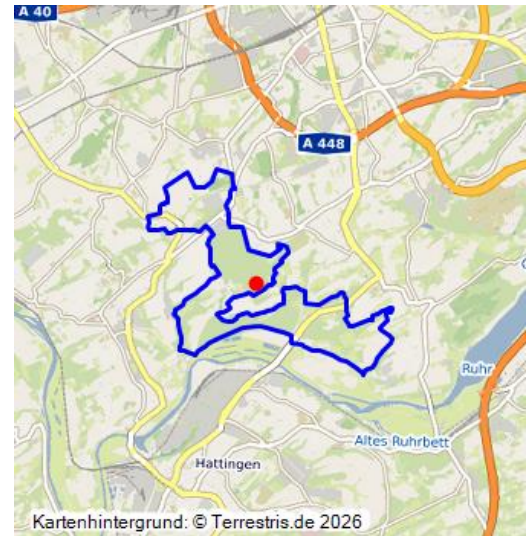 A 40
A 448
Ruhr
Altes Ruhrbett
Hattingen
Kartenhintergrund: © Terrestris.de 2026